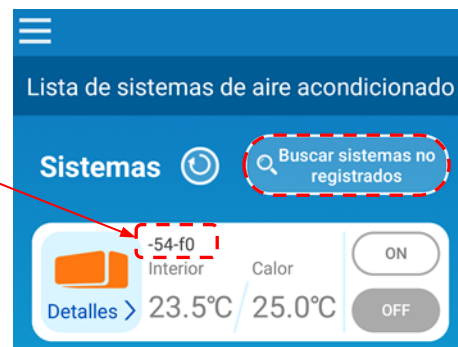 Lista de sistemas de aire acondicionado
Sistemas
Buscar sistemas no
registrados
-54-f0
Interior Calor ON
Detalles > 23.5°C 25.0°C OFF